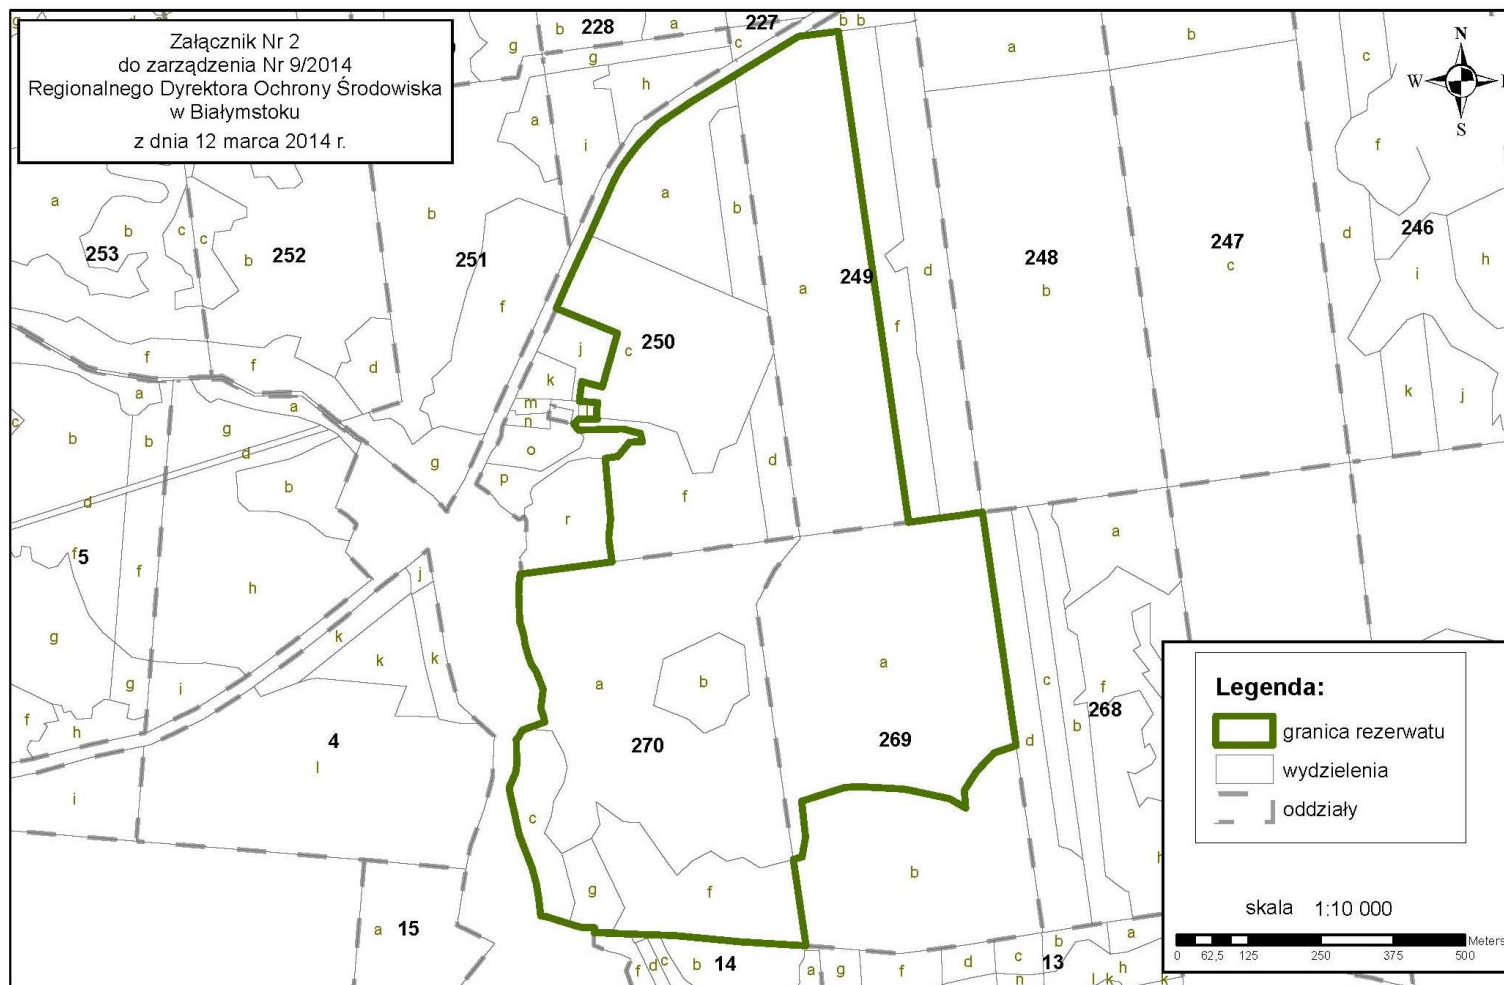 Załącznik Nr 2
do zarządzenia Nr 9/2014
Regionalnego Dyrektora Ochrony Środowiska
w Białymstoku
z dnia 12 marca 2014 r.
g b 228 a 227 b b
g c a b c
g h
a i f
N
W
S
a b c c b b a b d 246
253 252 251 249 248 247 c i h
f a f d b
250
f f d j c
k j
a a k
m
n
c b b g d g o d
p f
d b r a
5
f f h j
g k k k a b a c f
g i
f h 4 270 269 d b 268
l
i c
g f b
a 15
f d c b 14 a g f d c b a
13 h
n l k k
Legenda:
granica rezerwatu
wydzielenia
oddziały
skala 1:10 000
Meters
0 62,5 125 250 375 500